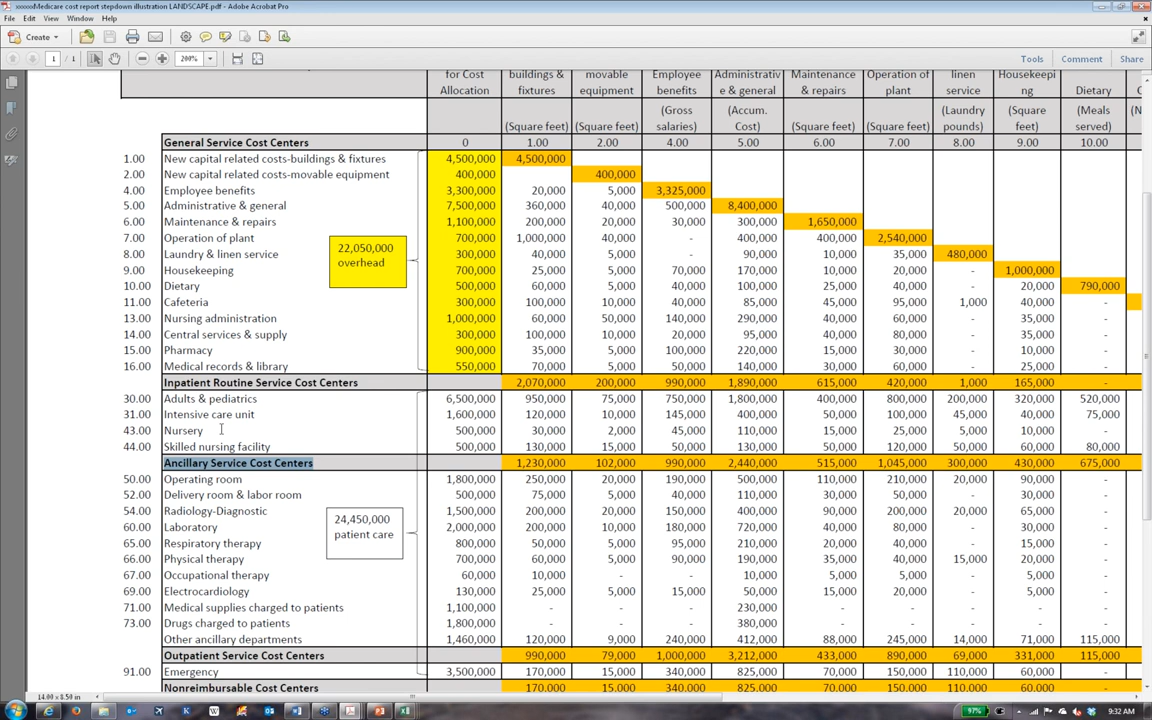 xxxxxMedicare cost report stepdown illustration LANDSCAPE.pdf - Adobe Acrobat Pro
File Edit View Window Help
Create
1 / 1 200% Tools Comment Share
for Cost buildings & movable Employee Administrativ Maintenance Operation of linen Housekeepi
Allocation fixtures equipment benefits e & general & repairs plant service ng Dietary
(Gross (Accum. (Laundry (Square (Meals
(Square feet) (Square feet) salaries) Cost) (Square feet) (Square feet) pounds) feet) served) (N
General Service Cost Centers 0 1.00 2.00 4.00 5.00 6.00 7.00 8.00 9.00 10.00
1.00 New capital related costs-buildings & fixtures 4,500,000 4,500,000
2.00 New capital related costs-movable equipment 400,000 400,000
4.00 Employee benefits 3,300,000 20,000 5,000 3,325,000
5.00 Administrative & general 7,500,000 360,000 40,000 500,000 8,400,000
6.00 Maintenance & repairs 1,100,000 200,000 20,000 30,000 300,000 1,650,000
7.00 Operation of plant 700,000 1,000,000 40,000 - 400,000 400,000 2,540,000
8.00 Laundry & linen service 300,000 40,000 5,000 - 90,000 10,000 35,000 480,000
9.00 Housekeeping 700,000 25,000 5,000 70,000 170,000 10,000 20,000 - 1,000,000
10.00 Dietary 500,000 60,000 5,000 40,000 100,000 25,000 40,000 - 20,000 790,000
11.00 Cafeteria 300,000 100,000 10,000 40,000 85,000 45,000 95,000 1,000 40,000 -
13.00 Nursing administration 1,000,000 60,000 50,000 140,000 290,000 40,000 60,000 - 35,000 -
14.00 Central services & supply 300,000 100,000 10,000 20,000 95,000 40,000 80,000 - 35,000 -
15.00 Pharmacy 900,000 35,000 5,000 100,000 220,000 15,000 30,000 - 10,000 -
16.00 Medical records & library 550,000 70,000 5,000 50,000 140,000 30,000 60,000 - 25,000 -
22,050,000
overhead
Inpatient Routine Service Cost Centers 2,070,000 200,000 990,000 1,890,000 615,000 420,000 1,000 165,000 -
30.00 Adults & pediatrics 6,500,000 950,000 75,000 750,000 1,800,000 400,000 800,000 200,000 320,000 520,000
31.00 Intensive care unit 1,600,000 120,000 10,000 145,000 400,000 50,000 100,000 45,000 40,000 75,000
43.00 Nursery 500,000 30,000 2,000 45,000 110,000 15,000 25,000 5,000 10,000 -
44.00 Skilled nursing facility 500,000 130,000 15,000 50,000 130,000 50,000 120,000 50,000 60,000 80,000
Ancillary Service Cost Centers 1,230,000 102,000 990,000 2,440,000 515,000 1,045,000 300,000 430,000 675,000
50.00 Operating room 1,800,000 250,000 20,000 190,000 500,000 110,000 210,000 20,000 90,000 -
52.00 Delivery room & labor room 500,000 75,000 5,000 40,000 110,000 30,000 50,000 - 30,000 -
54.00 Radiology-Diagnostic 1,500,000 200,000 20,000 150,000 400,000 90,000 200,000 20,000 65,000 -
60.00 Laboratory 2,000,000 200,000 10,000 180,000 720,000 40,000 80,000 - 30,000 -
65.00 Respiratory therapy 800,000 50,000 5,000 95,000 210,000 20,000 40,000 - 15,000 -
66.00 Physical therapy 700,000 60,000 5,000 90,000 190,000 35,000 40,000 15,000 20,000 -
67.00 Occupational therapy 60,000 10,000 - - 10,000 5,000 5,000 - 5,000 -
69.00 Electrocardiology 130,000 25,000 5,000 15,000 50,000 15,000 20,000 - 5,000 -
71.00 Medical supplies charged to patients 1,100,000 - - - 230,000 - - - - -
73.00 Drugs charged to patients 1,800,000 - - - 380,000 - - - - -
Other ancillary departments 1,460,000 120,000 9,000 240,000 412,000 88,000 245,000 14,000 71,000 115,000
24,450,000
patient care
Outpatient Service Cost Centers 990,000 79,000 1,000,000 3,212,000 433,000 890,000 69,000 331,000 115,000
91.00 Emergency 3,500,000 170,000 15,000 340,000 825,000 70,000 150,000 110,000 60,000 -
Nonreimbursable Cost Centers 170,000 15,000 340,000 825,000 70,000 150,000 110,000 60,000 -
14.00 x 8.50 in
97% 9:32 AM